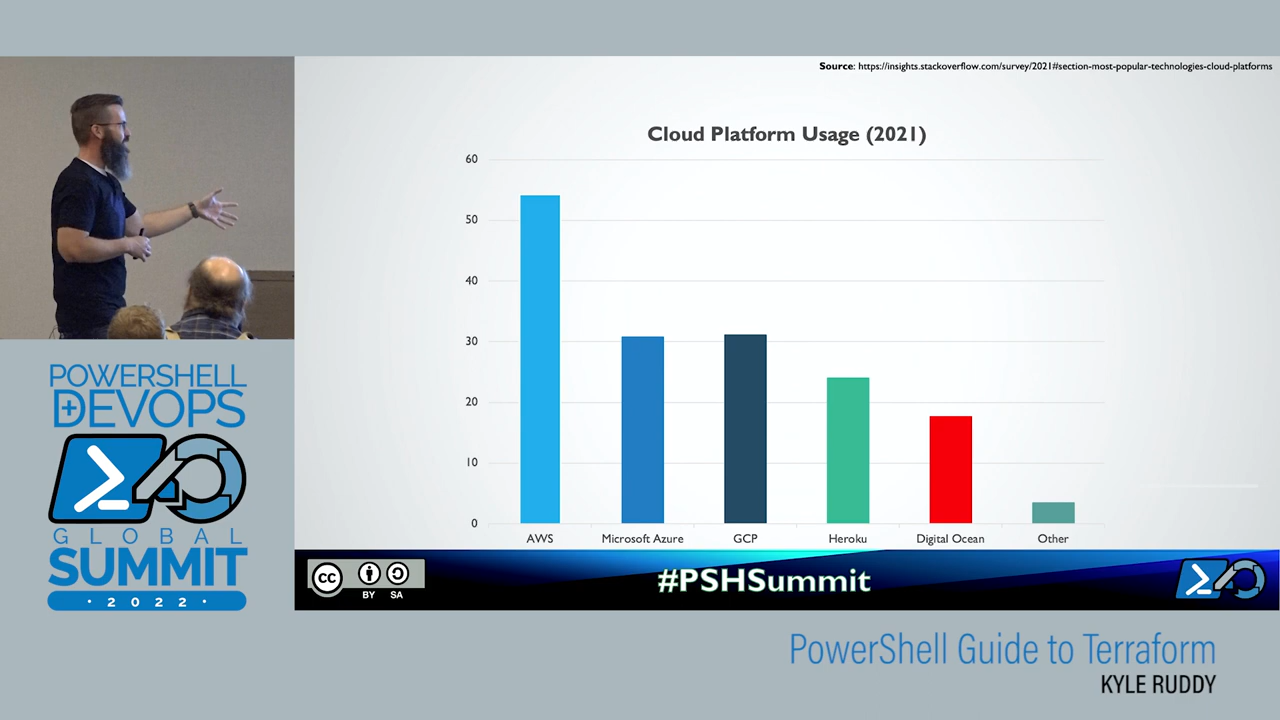 Source: https://insights.stackoverflow.com/survey/2021#section-most-popular-technologies-cloud-platforms
Cloud Platform Usage (2021)
60
50
40
30
20
10
0
AWS
Microsoft Azure
GCP
Heroku
Digital Ocean
Other
cc
BY
SA
#PSHSummit
POWERSHELL
+DEVOPS
GLOBAL
SUMMIT
· 2022 ·
PowerShell Guide to Terraform
KYLE RUDDY